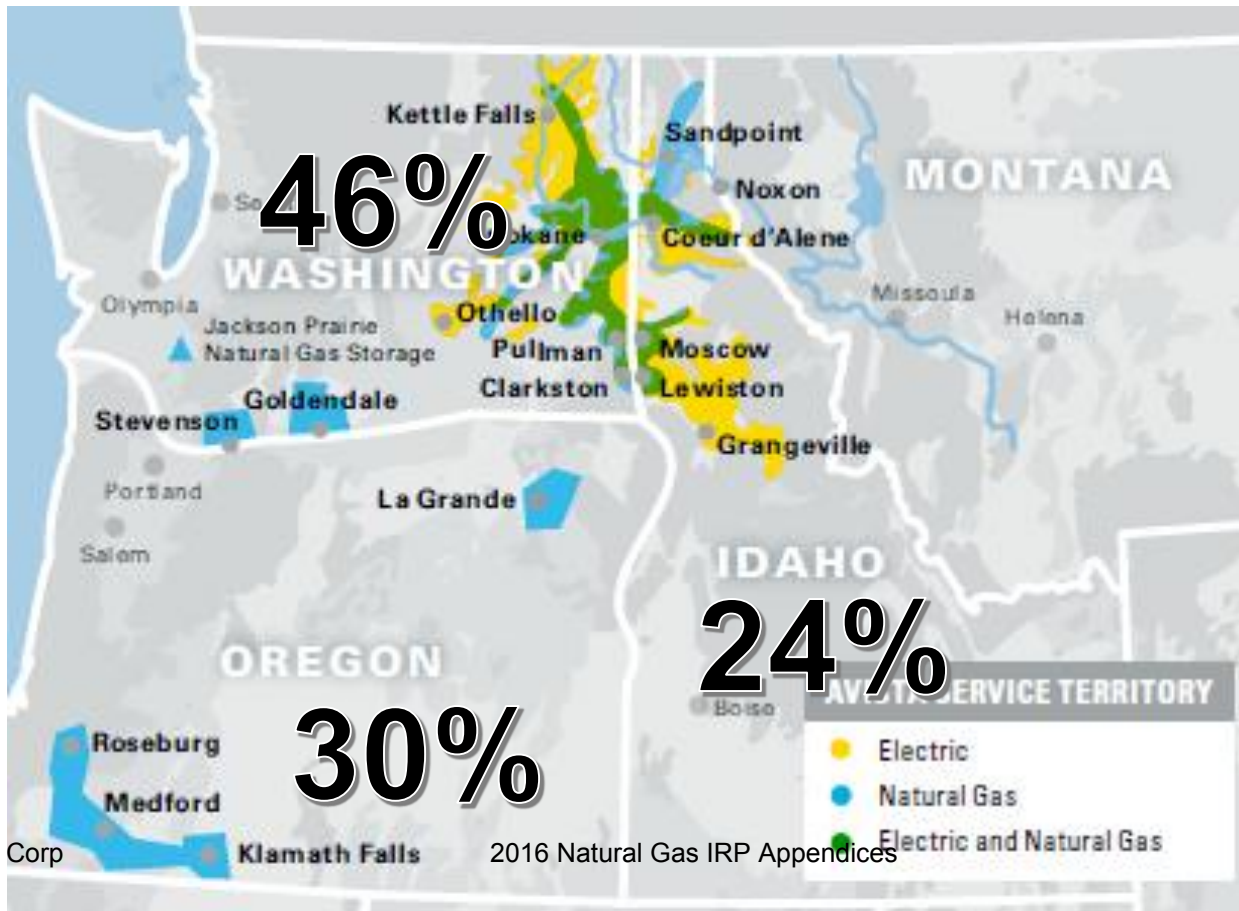 Kettle Falls
Sandpoint
MONTANA
46%
Noxon
Coeur d'Alene
WASHINGTON
Olympia
Othello
Missoula
Helena
Jackson Prairie
Natural Gas Storage
Pullman
Moscow
Clarkston
Lewiston
Goldendale
Stevenson
Grangeville
Portland
La Grande
Salem
IDAHO
24%
OREGON
SERVICE TERRITORY
Boise
30%
Roseburg
Electric
Medford
Natural Gas
Electric and Natural Gas
Corp
Klamath Falls
2016 Natural Gas IRP Appendices